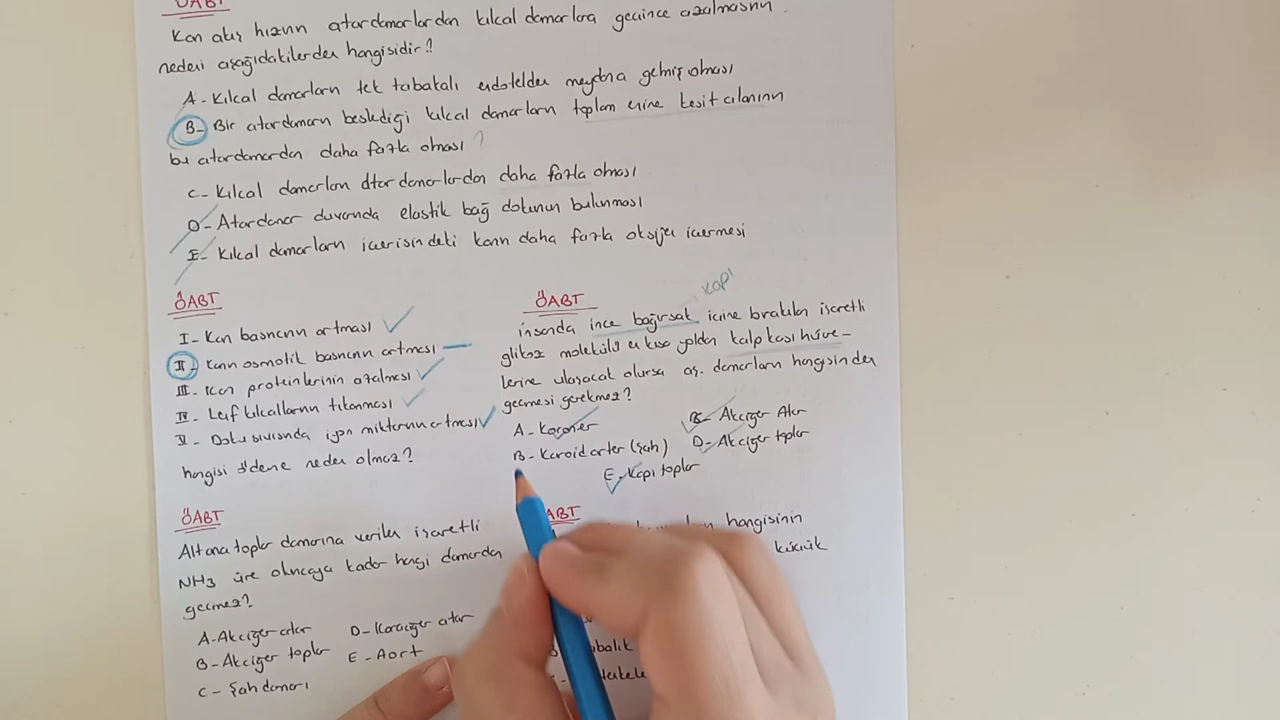 ÖABT
Kan akış hızının atardamarlardan kılcal damarlara geçince azalmasının
nedeni aşağıdakilerden hangisidir?
A- Kılcal damarların tek tabakalı endotelden meydana gelmiş olması
B- Bir atardamarın beslediği kılcal damarların toplam enine kesit alanının
bu atardamardan daha fazla olması
C- Kılcal damarların atardamarlardan daha fazla olması
D- Atardamar duvarında elastik bağ dokunun bulunması
E- Kılcal damarların içerisindeki kanın daha fazla oksijen içermesi
ÖABT
I- Kan basıncının artması
II- Kanın osmotik basıncının artması
III- Kan proteinlerinin azalması
IV- Lenf kılcallarının tıkanması
V- Doku sıvısında iyon miktarının artması
hangisi ödeme neden olmaz?
kapı
ÖABT
İnsanda ince bağırsak içine bırakılan işaretli
glikoz molekülü en kısa yoldan kalp kası hücre-
lerine ulaşacak olursa aş. damarların hangisinden
geçmesi gerekmez?
A- Koroner
B- Karoid arter (şah)
C- Akciğer Atar
D- Akciğer toplar
E- Kapı toplar
ÖABT
Alt ana toplar damarına verilen işaretli
NH3 üre oluncaya kadar hangi damardan
geçmez?
A- Akciğer atar
B- Akciğer toplar
C- Şah damarı
D- Karaciğer atar
E- Aort
ABT
hangisinin
küçük